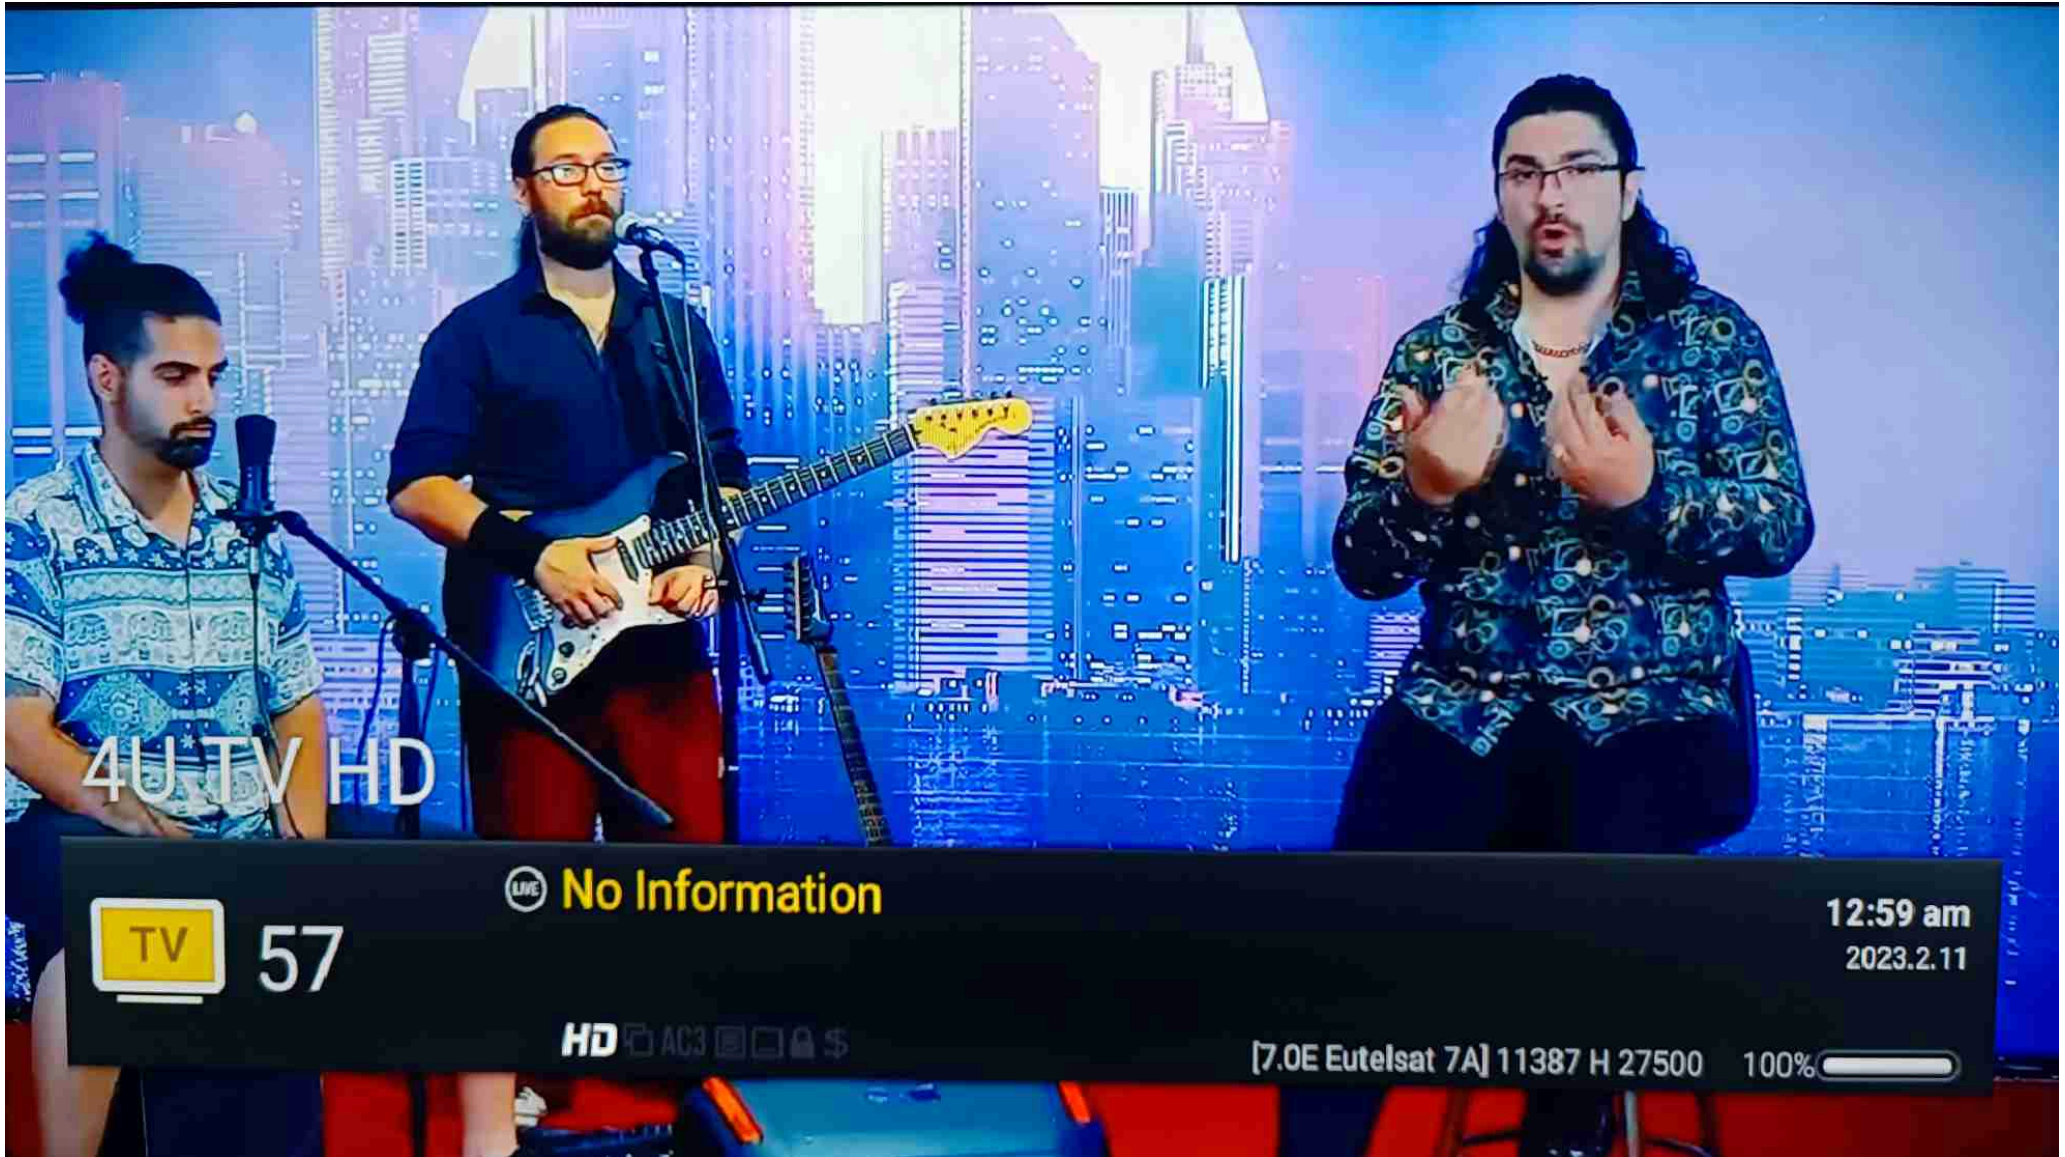 4U TV HD
LIVE No Information
TV 57
12:59 am
2023.2.11
HD AC3 $
[7.0E Eutelsat 7A] 11387 H 27500 100%